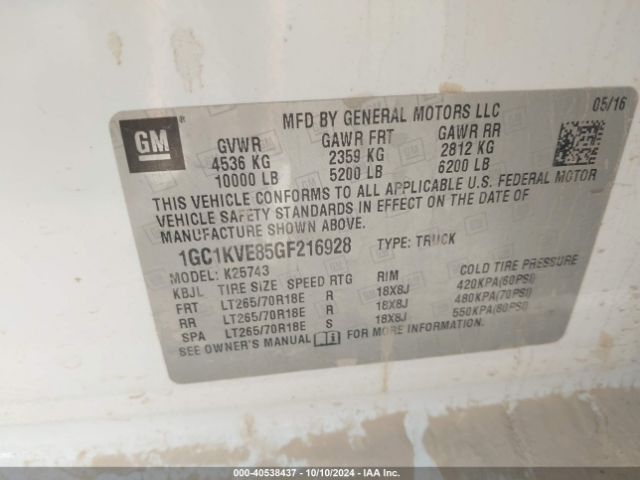 GM®
MFD BY GENERAL MOTORS LLC 05/16
GVWR GAWR FRT GAWR RR
4536 KG 2359 KG 2812 KG
10000 LB 5200 LB 6200 LB
THIS VEHICLE CONFORMS TO ALL APPLICABLE U.S. FEDERAL MOTOR
VEHICLE SAFETY STANDARDS IN EFFECT ON THE DATE OF
MANUFACTURE SHOWN ABOVE.
1GC1KVE85GF216928 TYPE: TRUCK
MODEL: K25743
KBJL TIRE SIZE SPEED RTG RIM COLD TIRE PRESSURE
FRT LT265/70R18E R 18X8J 420KPA(60PSI)
RR LT265/70R18E R 18X8J 480KPA(70PSI)
SPA LT265/70R18E S 18X8J 550KPA(80PSI)
SEE OWNER'S MANUAL FOR MORE INFORMATION.
000-40538437 - 10/10/2024 - IAA Inc.